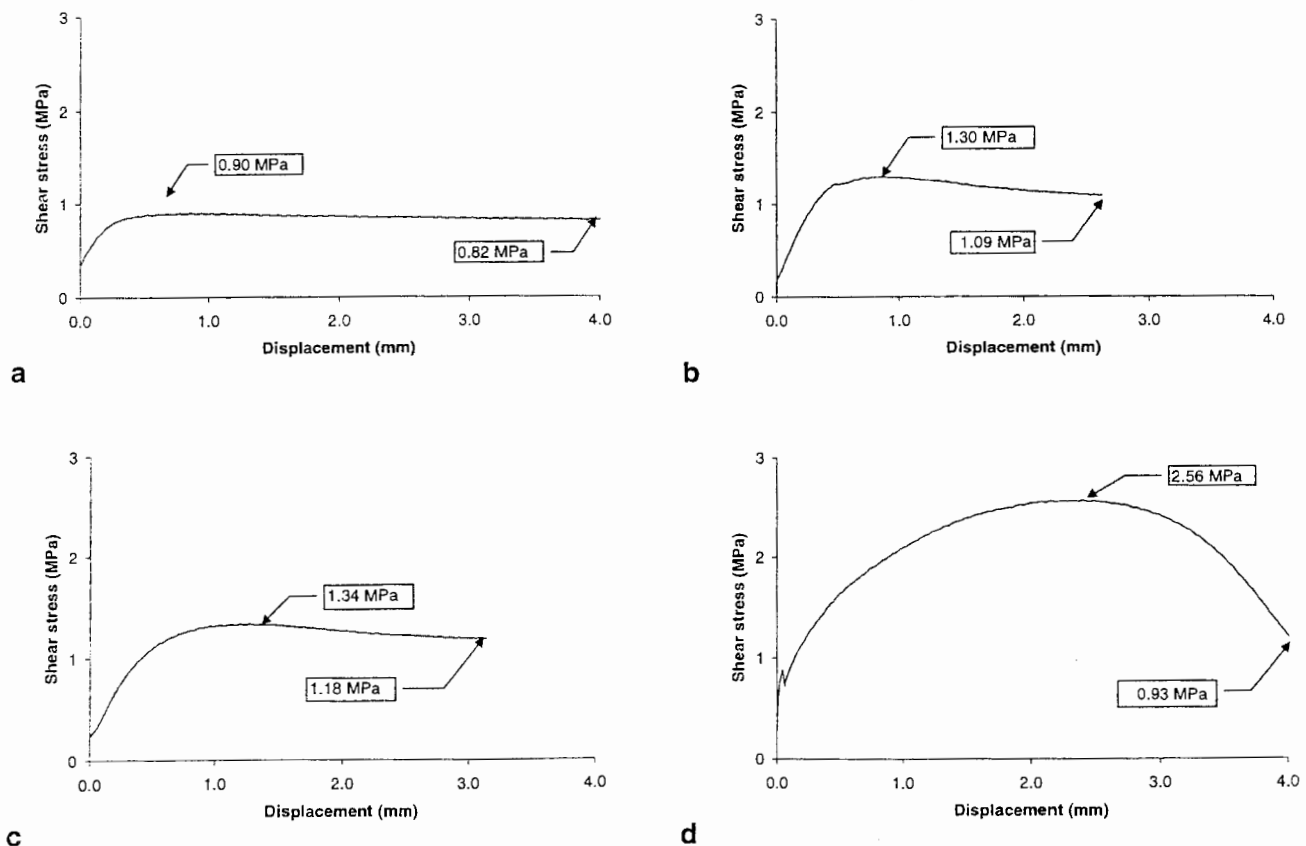 3
2
1
0
Shear stress (MPa)
0.90 MPa
0.82 MPa
0.0 1.0 2.0 3.0 4.0
Displacement (mm)
a
3
2
1
0
Shear stress (MPa)
1.30 MPa
1.09 MPa
0.0 1.0 2.0 3.0 4.0
Displacement (mm)
b
3
2
1
0
Shear stress (MPa)
1.34 MPa
1.18 MPa
0.0 1.0 2.0 3.0 4.0
Displacement (mm)
c
3
2
1
0
Shear stress (MPa)
2.56 MPa
0.93 MPa
0.0 1.0 2.0 3.0 4.0
Displacement (mm)
d